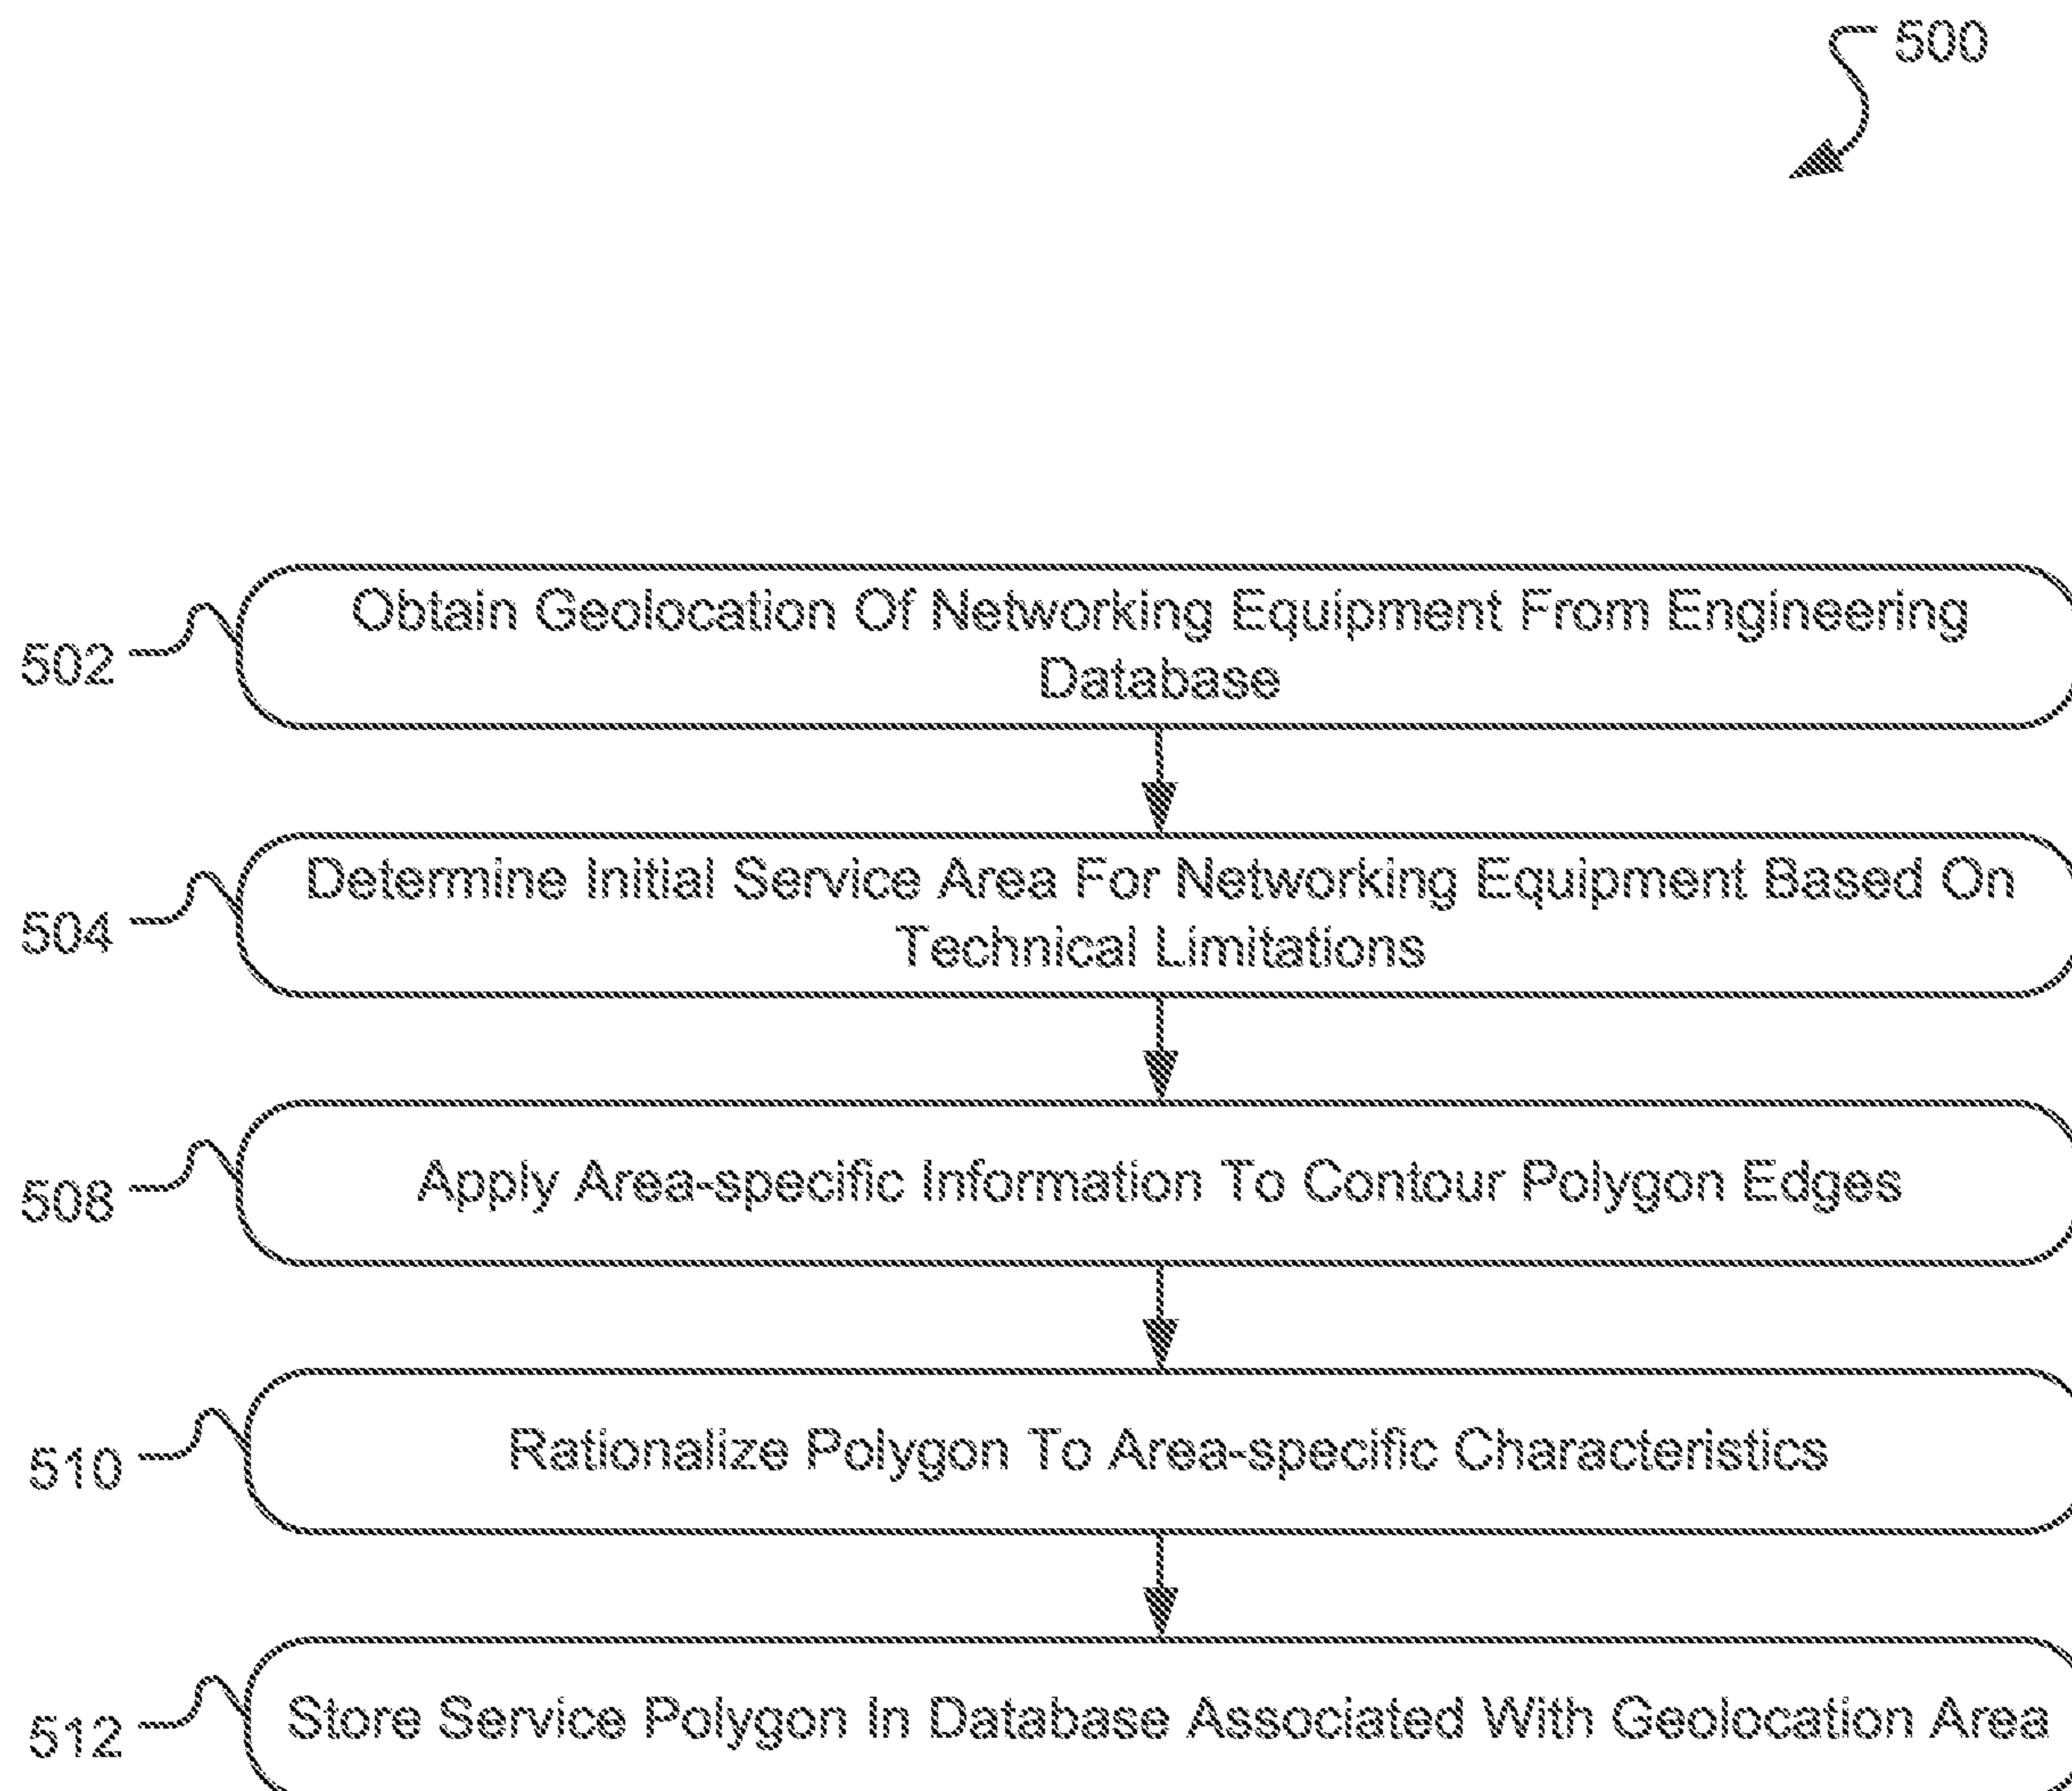 500
502
Obtain Geolocation Of Networking Equipment From Engineering
Database
504
Determine Initial Service Area For Networking Equipment Based On
Technical Limitations
508
Apply Area-specific Information To Contour Polygon Edges
510
Rationalize Polygon To Area-specific Characteristics
512
Store Service Polygon In Database Associated With Geolocation Area